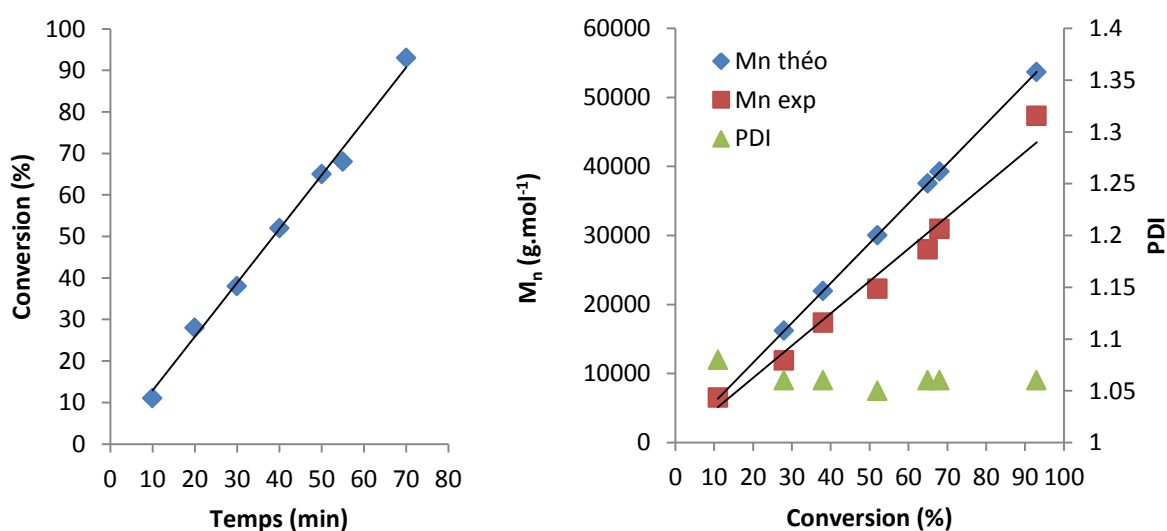 Conversion (%)
100
90
80
70
60
50
40
30
20
10
0
0 10 20 30 40 50 60 70 80
Temps (min)
Mn théo
Mn exp
PDI
Mₙ (g.mol⁻¹)
60000
50000
40000
30000
20000
10000
0
0 10 20 30 40 50 60 70 80 90 100
Conversion (%)
1.4
1.35
1.3
1.25
1.2
1.15
1.1
1.05
1
PDI